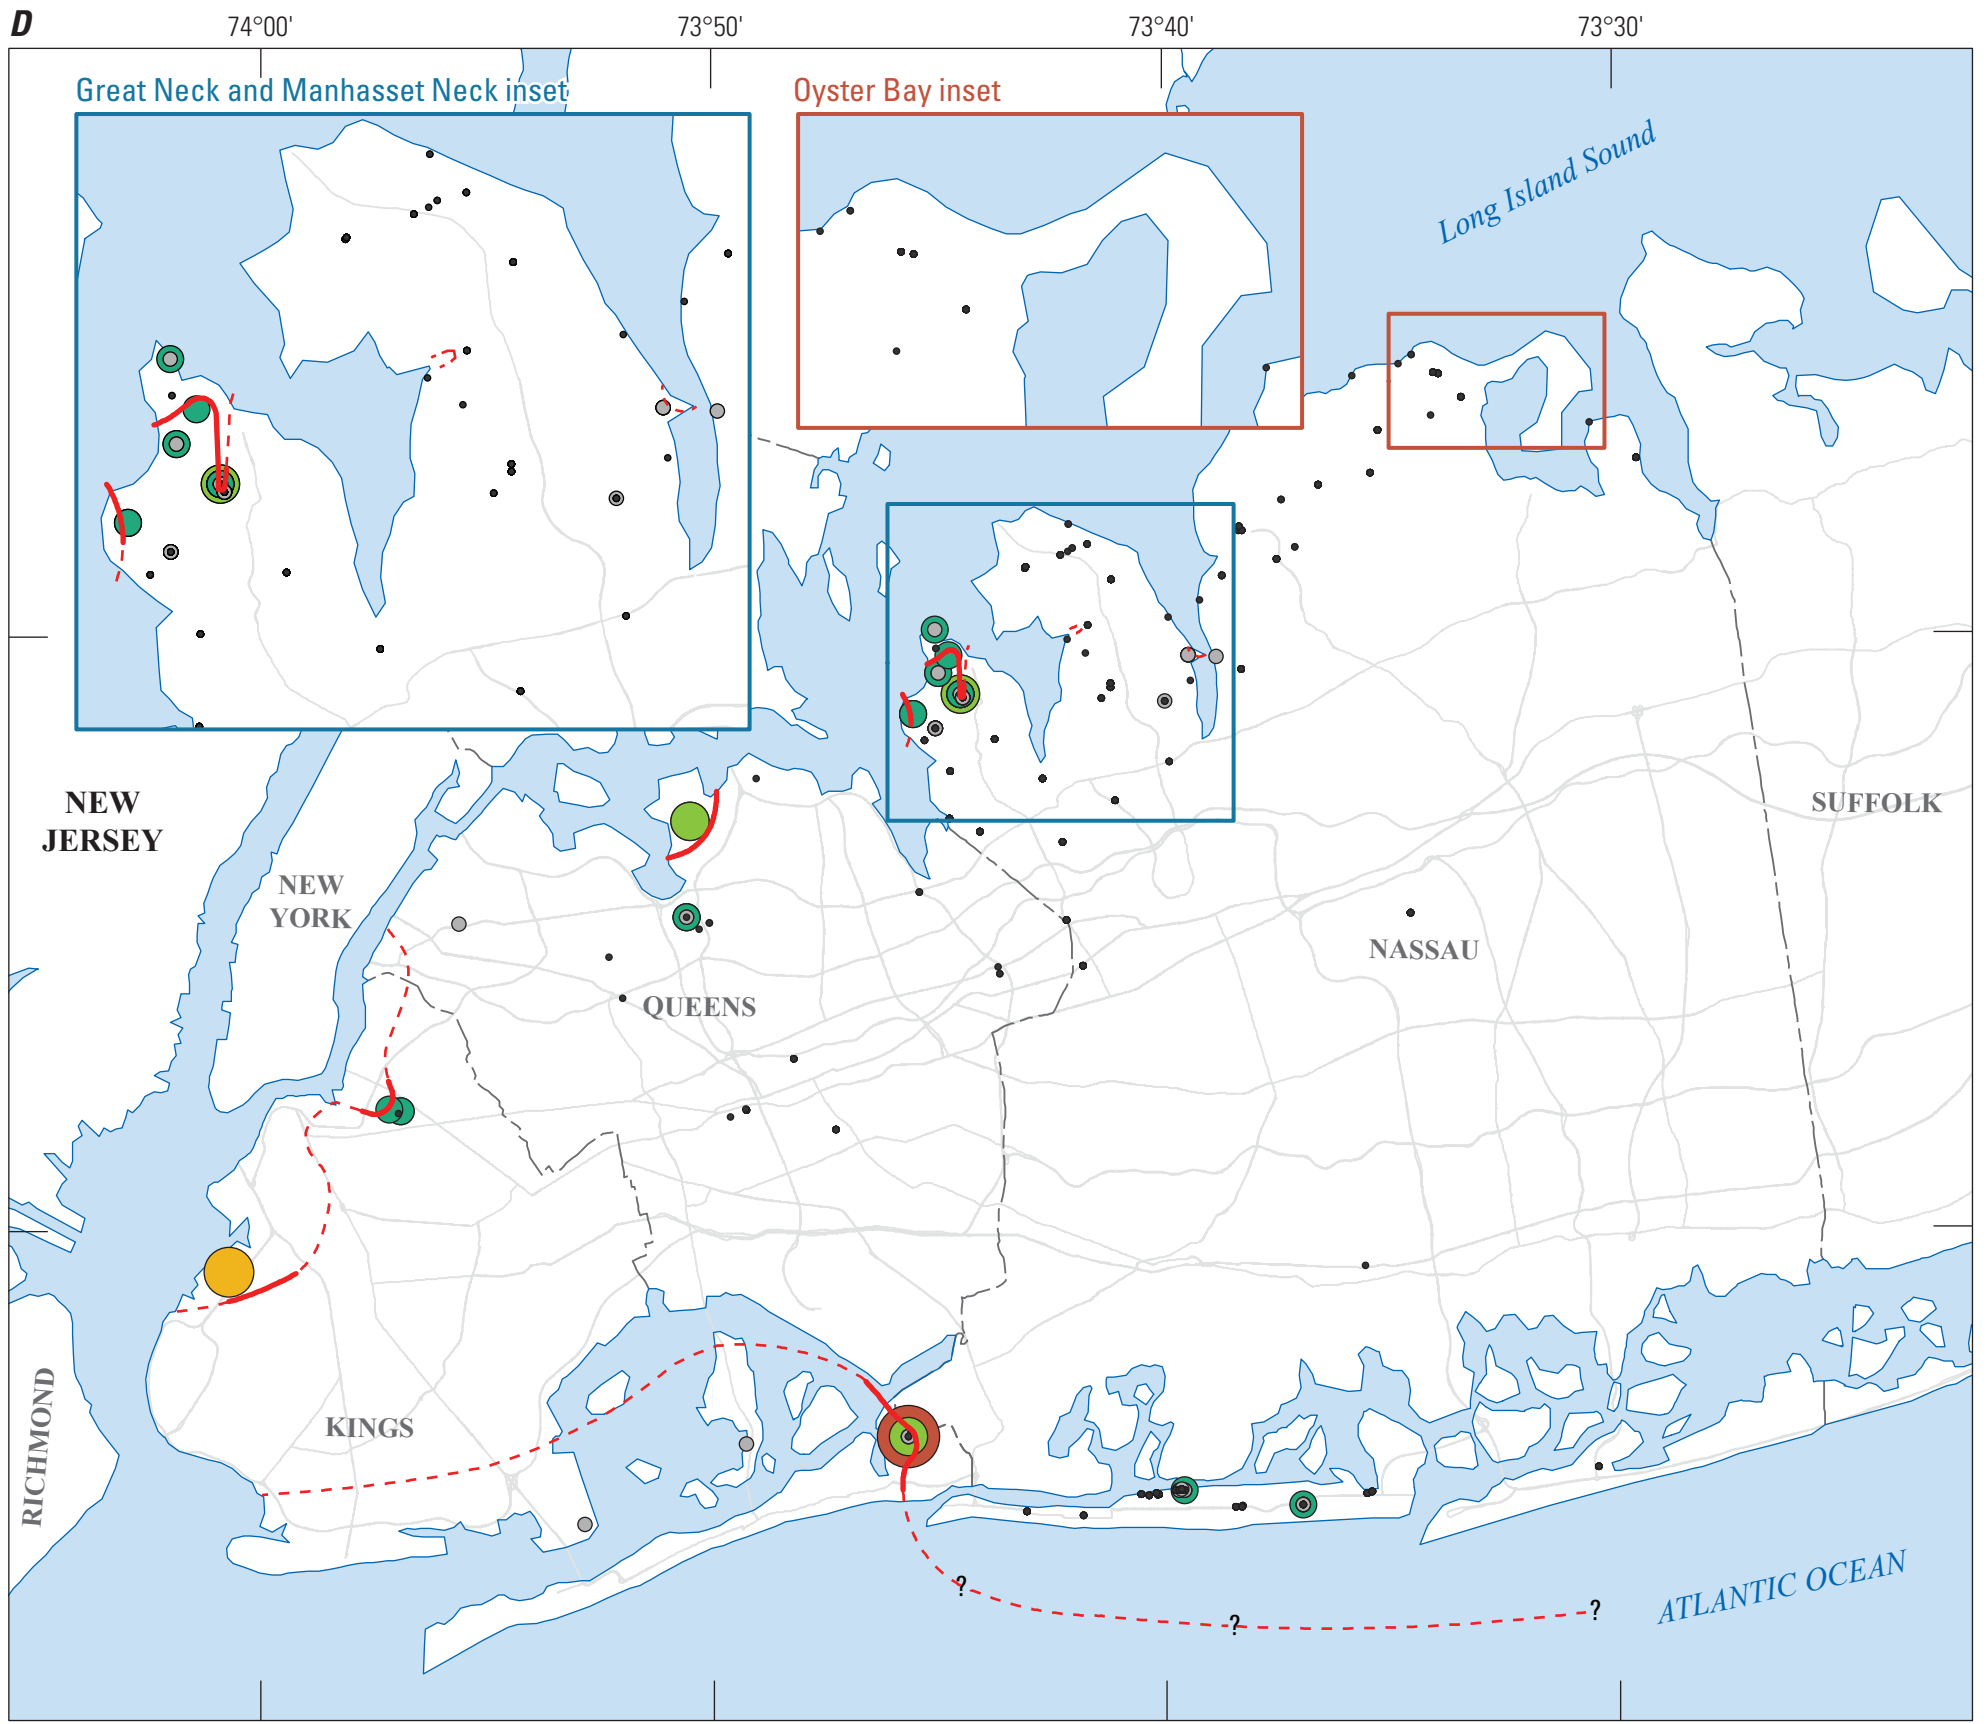 D
74°00'
73°50'
73°40'
73°30'
Great Neck and Manhasset Neck inset
Oyster Bay inset
Long Island Sound
NEW
JERSEY
NEW
YORK
SUFFOLK
NASSAU
QUEENS
RICHMOND
KINGS
?
?
?
ATLANTIC OCEAN